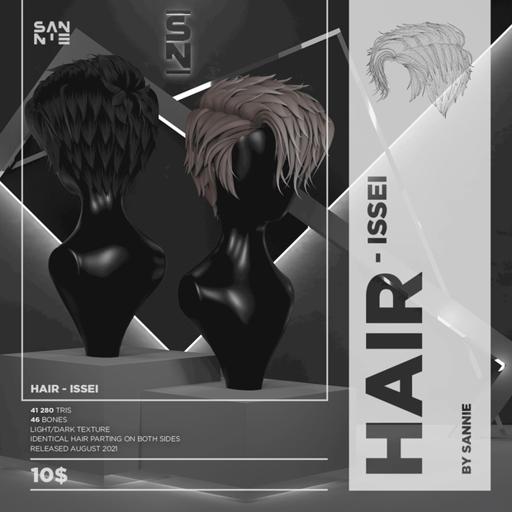 SAN
NIE
SNI
HAIR - ISSEI
41 280 TRIS
46 BONES
LIGHT/DARK TEXTURE
IDENTICAL HAIR PARTING ON BOTH SIDES
RELEASED AUGUST 2021
10$
HAIR - ISSEI
BY SANNIE